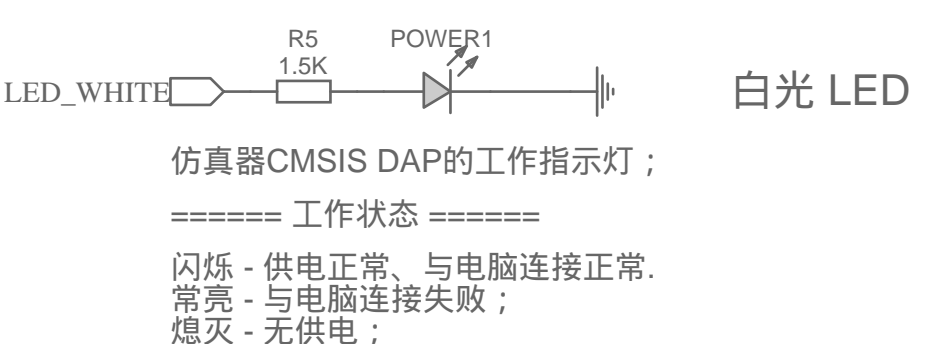 R5
POWER1
1.5K
LED_WHITE
白光 LED
仿真器CMSIS DAP的工作指示灯；
====== 工作状态 ======
闪烁 - 供电正常、与电脑连接正常.
常亮 - 与电脑连接失败；
熄灭 - 无供电；